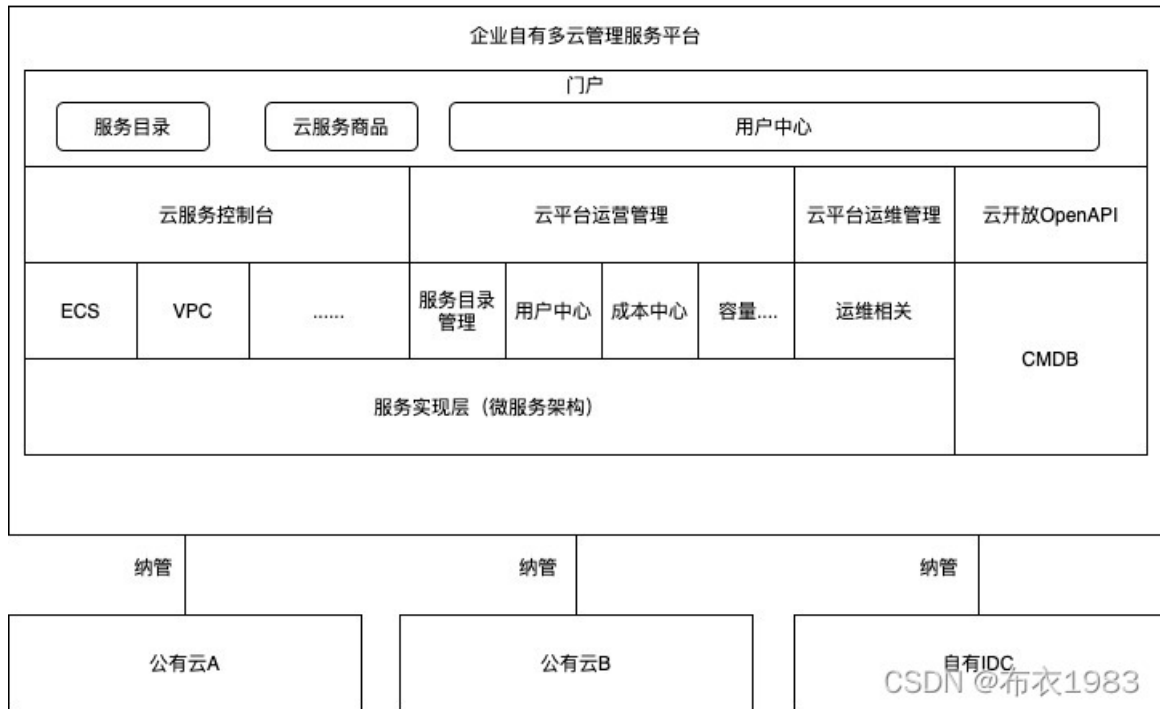 企业自有多云管理服务平台
门户
服务目录
云服务商品
用户中心
云服务控制台
云平台运营管理
云平台运维管理
云开放OpenAPI
ECS
VPC
......
服务目录
管理
用户中心
成本中心
容量....
运维相关
CMDB
服务实现层（微服务架构）
纳管
纳管
纳管
公有云A
公有云B
自有IDC
CSDN @布衣1983